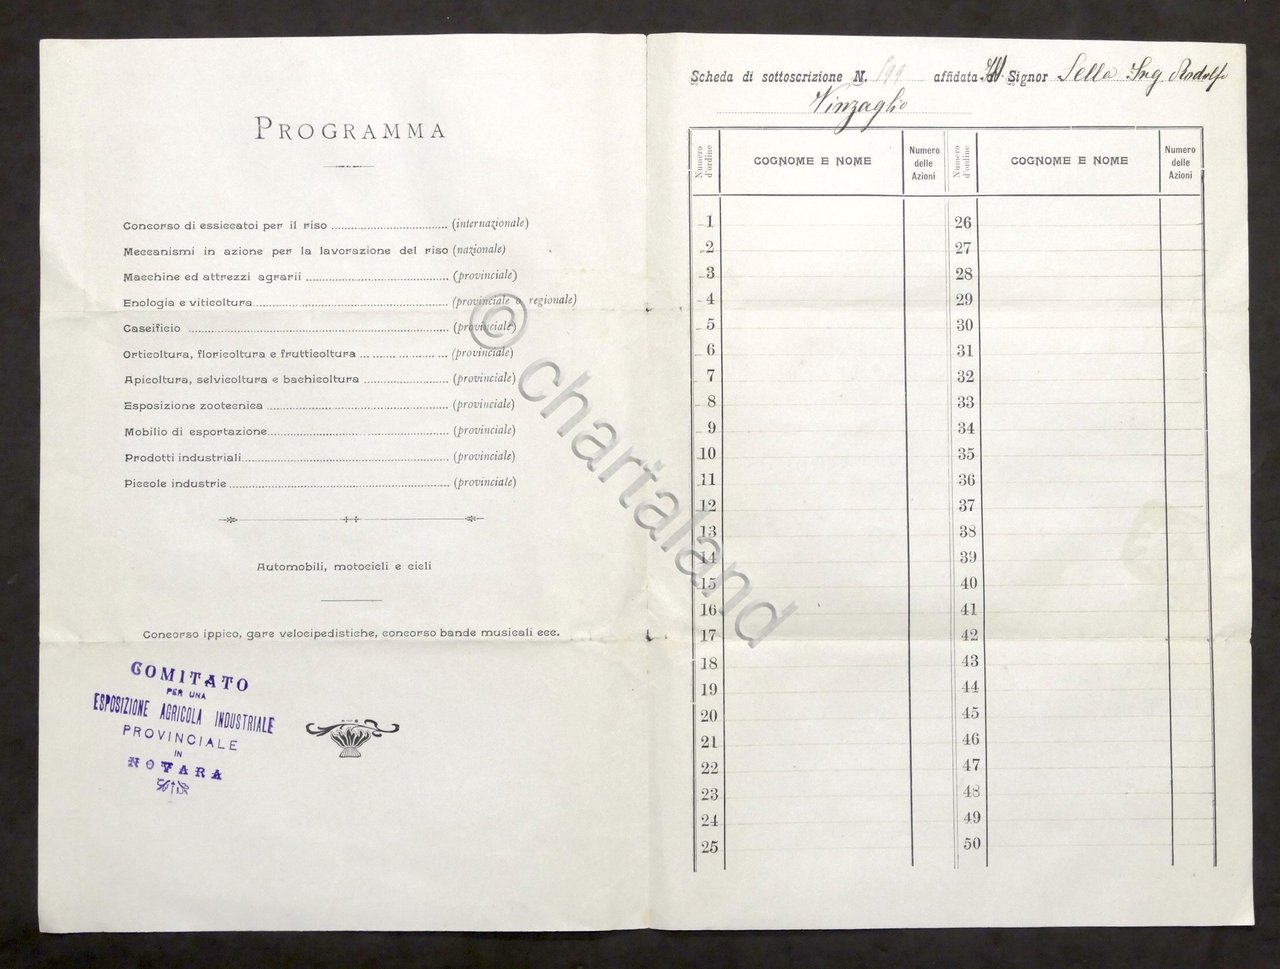 PROGRAMMA
Concorso di essiccatoi per il riso (internazionale)
Meccanismi in azione per la lavorazione del riso (nazionale)
Macchine ed attrezzi agrarii (provinciale)
Enologia e viticoltura (provinciale o regionale)
Caseificio (provinciale)
Orticoltura, floricoltura e frutticoltura (provinciale)
Apicoltura, selvicoltura e bachicoltura (provinciale)
Esposizione zootecnica (provinciale)
Mobilio di esportazione (provinciale)
Prodotti industriali (provinciale)
Piccole industrie (provinciale)
Automobili, motocicli e cicli
Concorso ippico, gare velocipedistiche, concorso bande musicali ecc.
COMITATO
PER UNA
ESPOSIZIONE AGRICOLA INDUSTRIALE
PROVINCIALE
IN
NOVARA
Scheda di sottoscrizione N. 199 affidata al Signor Sella Ing. Rodolfo
Vinzaglio
Numero d'ordine COGNOME E NOME Numero delle Azioni Numero d'ordine COGNOME E NOME Numero delle Azioni
1 26
2 27
3 28
4 29
5 30
6 31
7 32
8 33
9 34
10 35
11 36
12 37
13 38
14 39
15 40
16 41
17 42
18 43
19 44
20 45
21 46
22 47
23 48
24 49
25 50
© chartaland